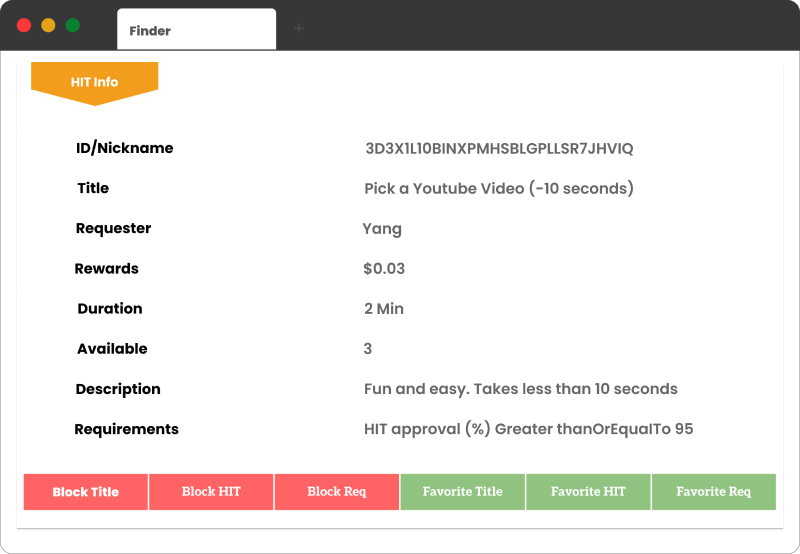 Finder
+
HIT Info
ID/Nickname 3D3X1L10BINXPMHSBLGPLLSR7JHVIQ
Title Pick a Youtube Video (-10 seconds)
Requester Yang
Rewards $0.03
Duration 2 Min
Available 3
Description Fun and easy. Takes less than 10 seconds
Requirements HIT approval (%) Greater thanOrEqualTo 95
Block Title Block HIT Block Req Favorite Title Favorite HIT Favorite Req